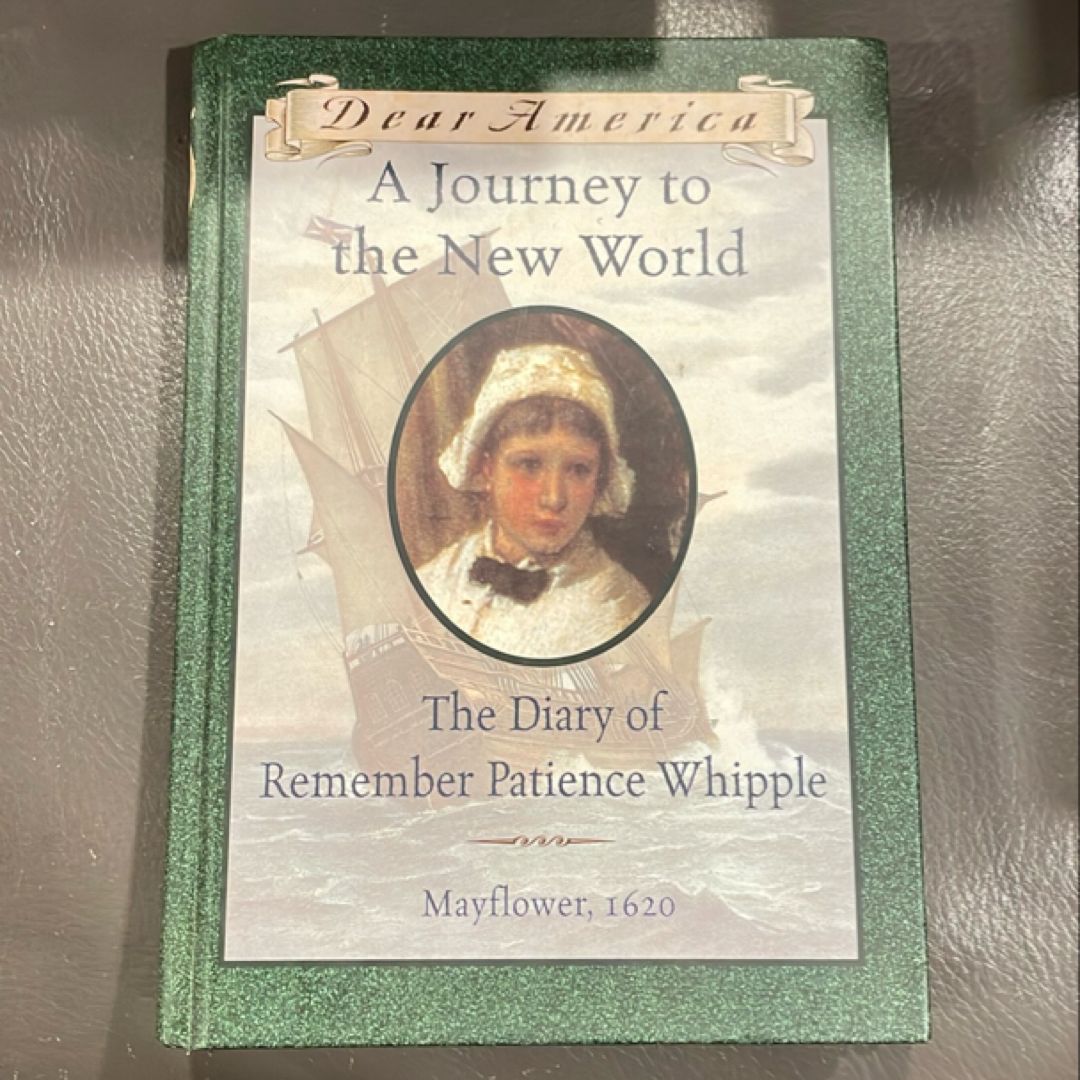 Dear America
A Journey to
the New World
The Diary of
Remember Patience Whipple
Mayflower, 1620